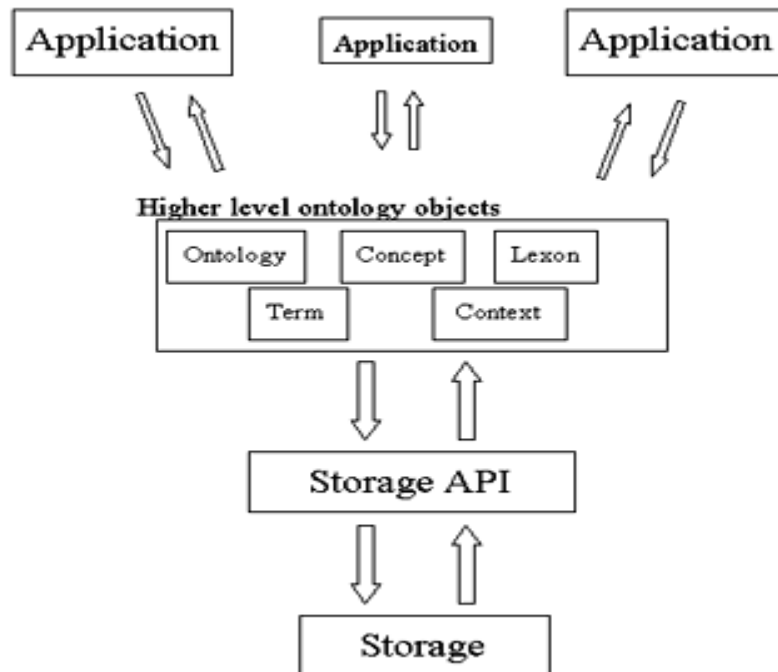 Application
Application
Application
Higher level ontology objects
Ontology
Concept
Lexon
Term
Context
Storage API
Storage